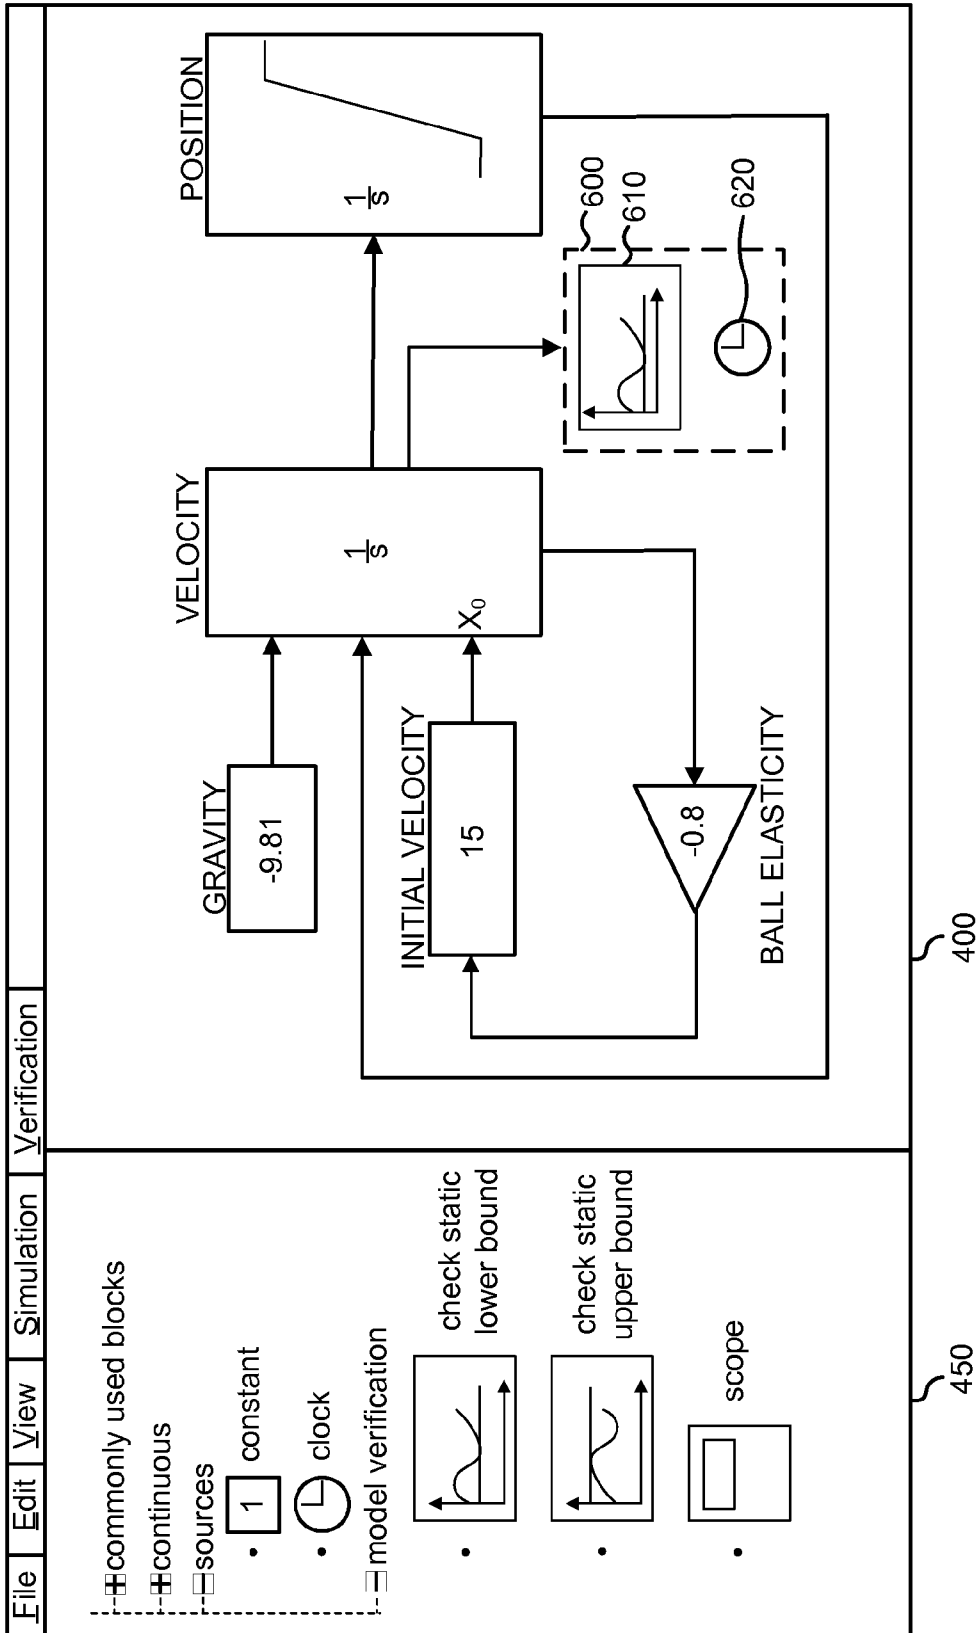 File Edit View Simulation Verification
commonly used blocks
continuous
sources
1 constant
clock
model verification
check static
lower bound
check static
upper bound
scope
450
GRAVITY
-9.81
INITIAL VELOCITY
15
VELOCITY
1
s
X0
POSITION
1
s
-0.8
BALL ELASTICITY
600
610
620
400